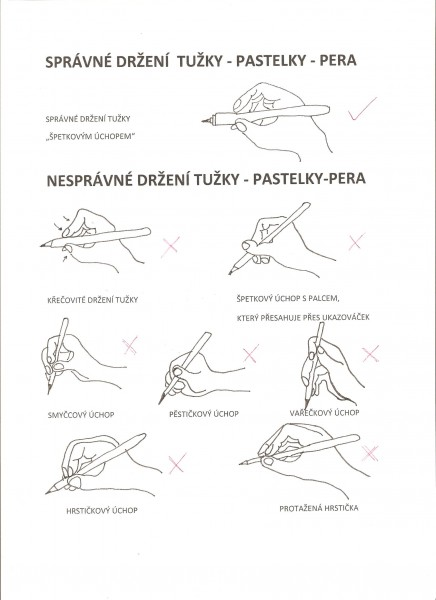 SPRÁVNÉ DRŽENÍ TUŽKY - PASTELKY - PERA
SPRÁVNÉ DRŽENÍ TUŽKY
„ŠPETKOVÝM ÚCHOPEM“
NESPRÁVNÉ DRŽENÍ TUŽKY - PASTELKY-PERA
KŘEČOVITÉ DRŽENÍ TUŽKY
ŠPETKOVÝ ÚCHOP S PALCEM,
KTERÝ PŘESAHUJE PŘES UKAZOVÁČEK
SMYČCOVÝ ÚCHOP
PĚSTIČKOVÝ ÚCHOP
VAŘEČKOVÝ ÚCHOP
HRSTIČKOVÝ ÚCHOP
PROTAŽENÁ HRSTIČKA